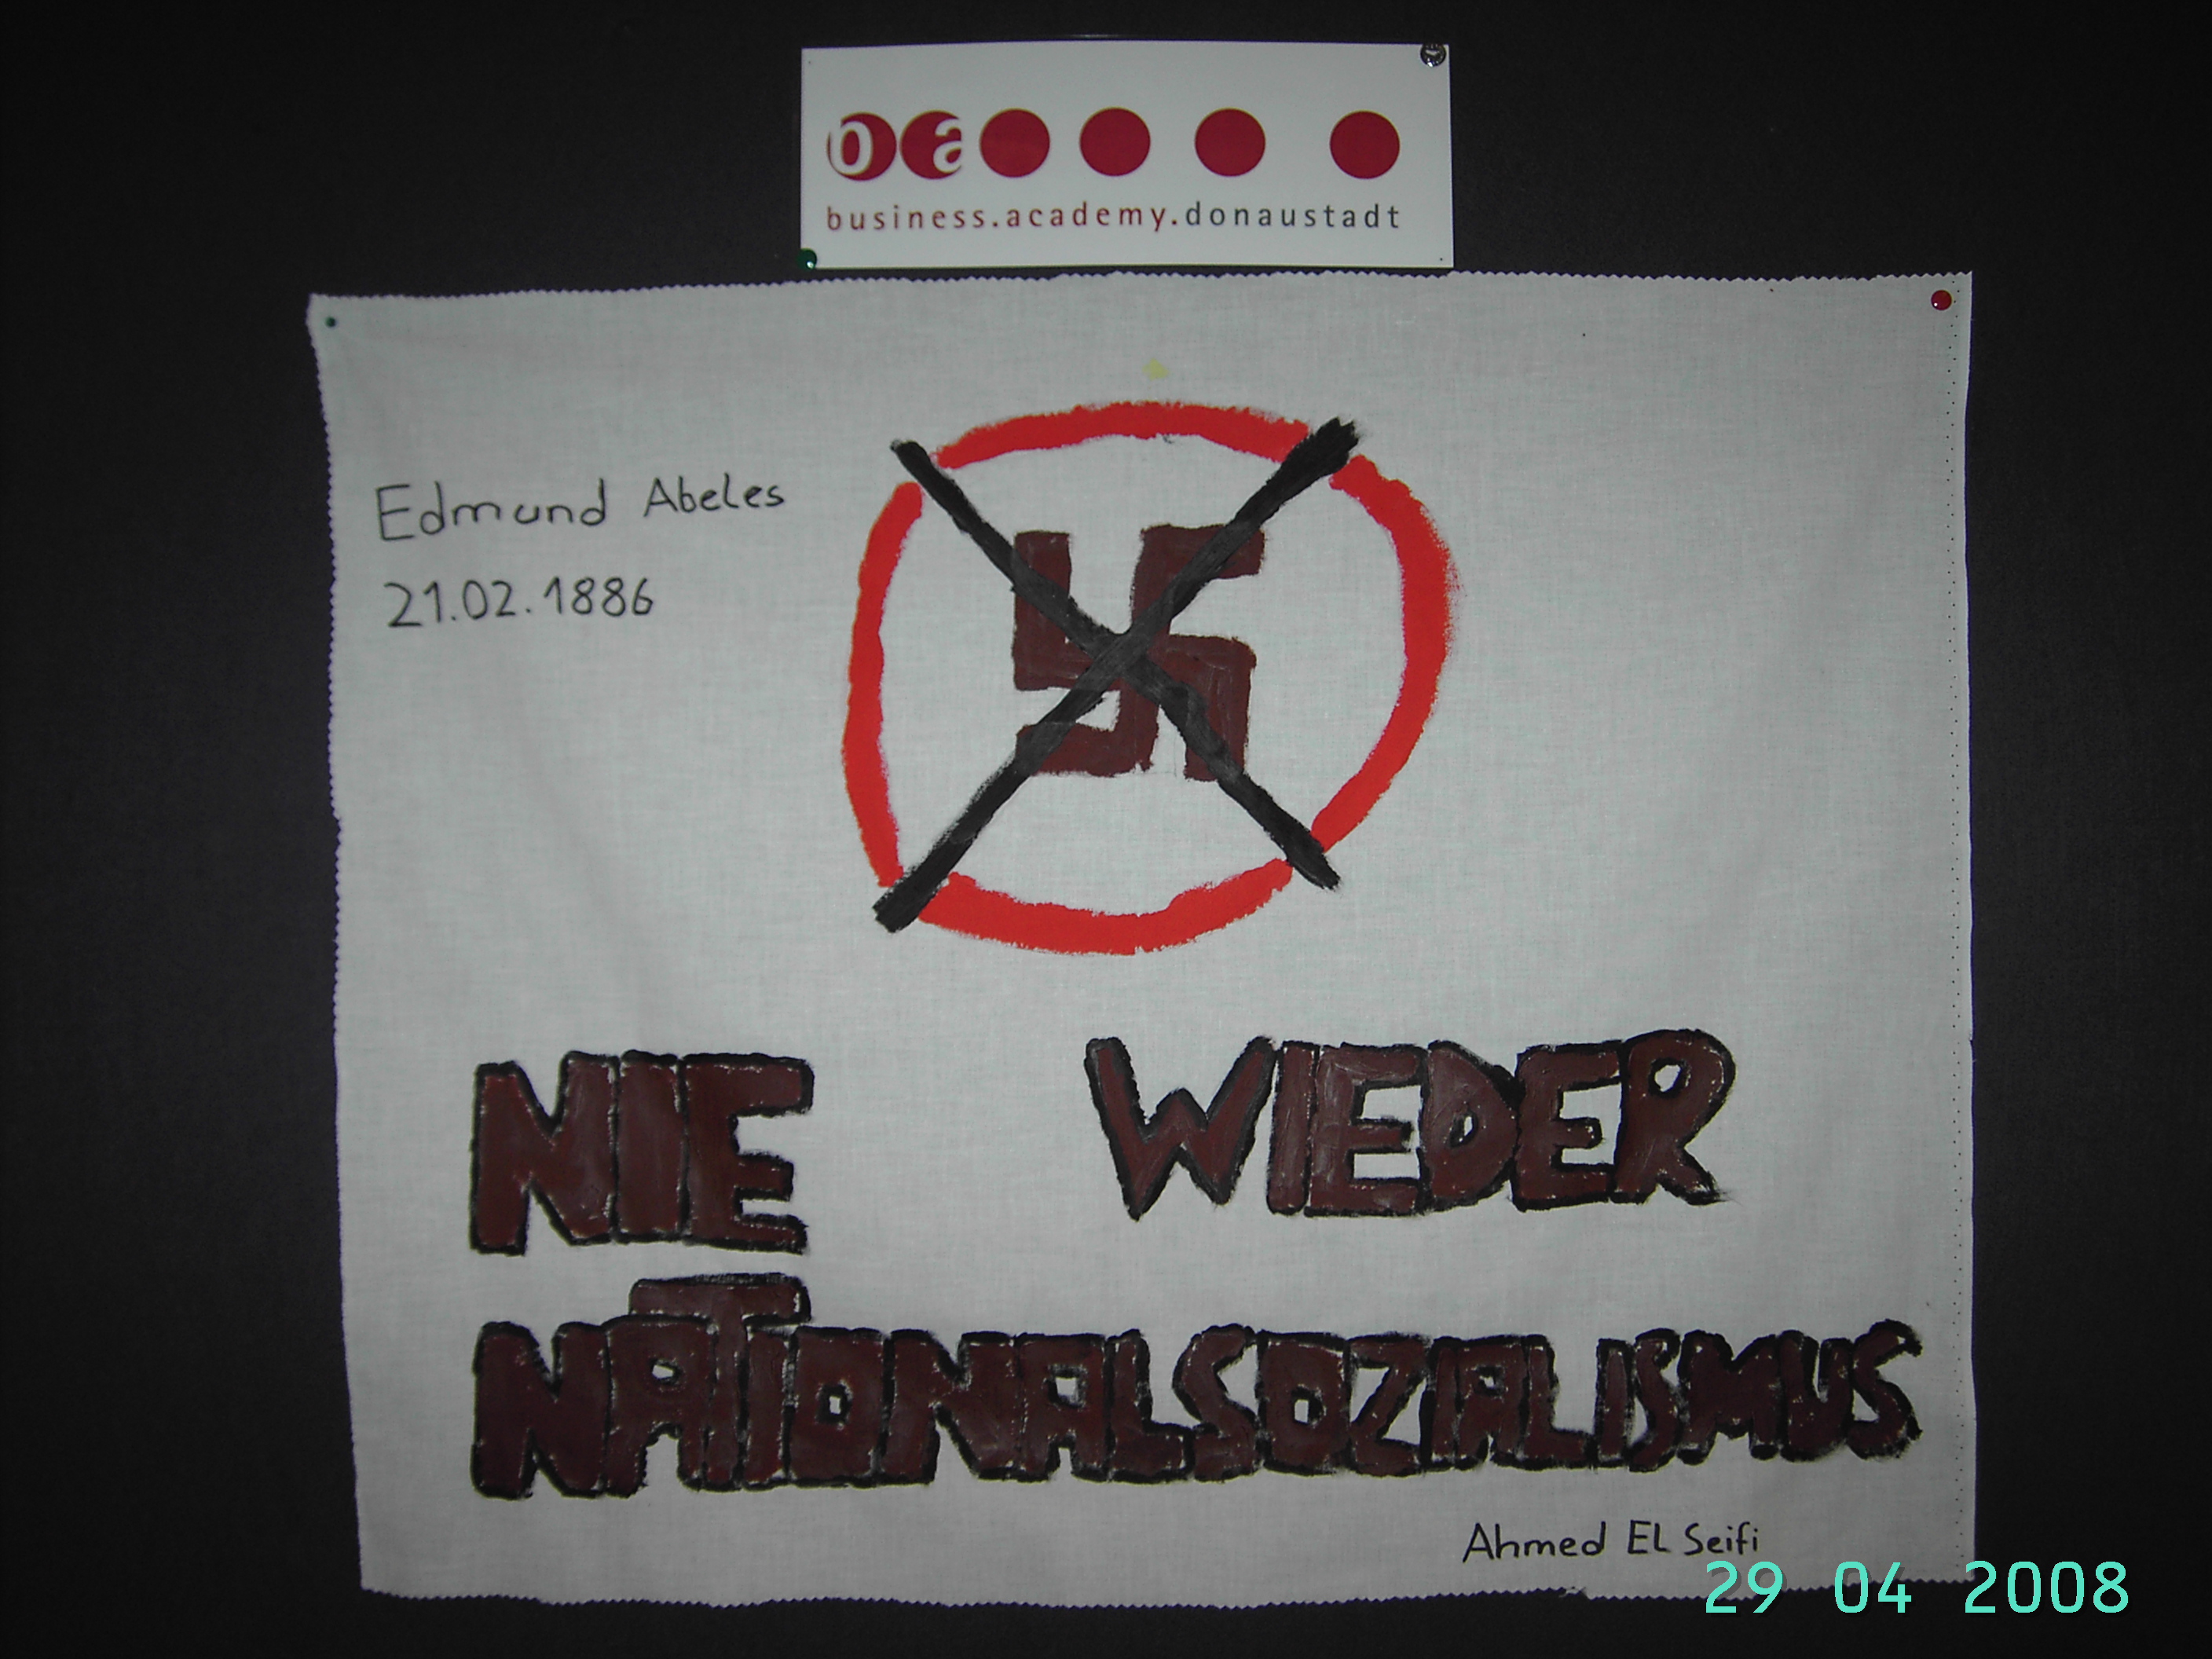 ba
business.academy.donaustadt
Edmund Abeles
21.02.1886
NIE WIEDER
NATIONALSOZIALISMUS
Ahmed EL Seifi
29 04 2008